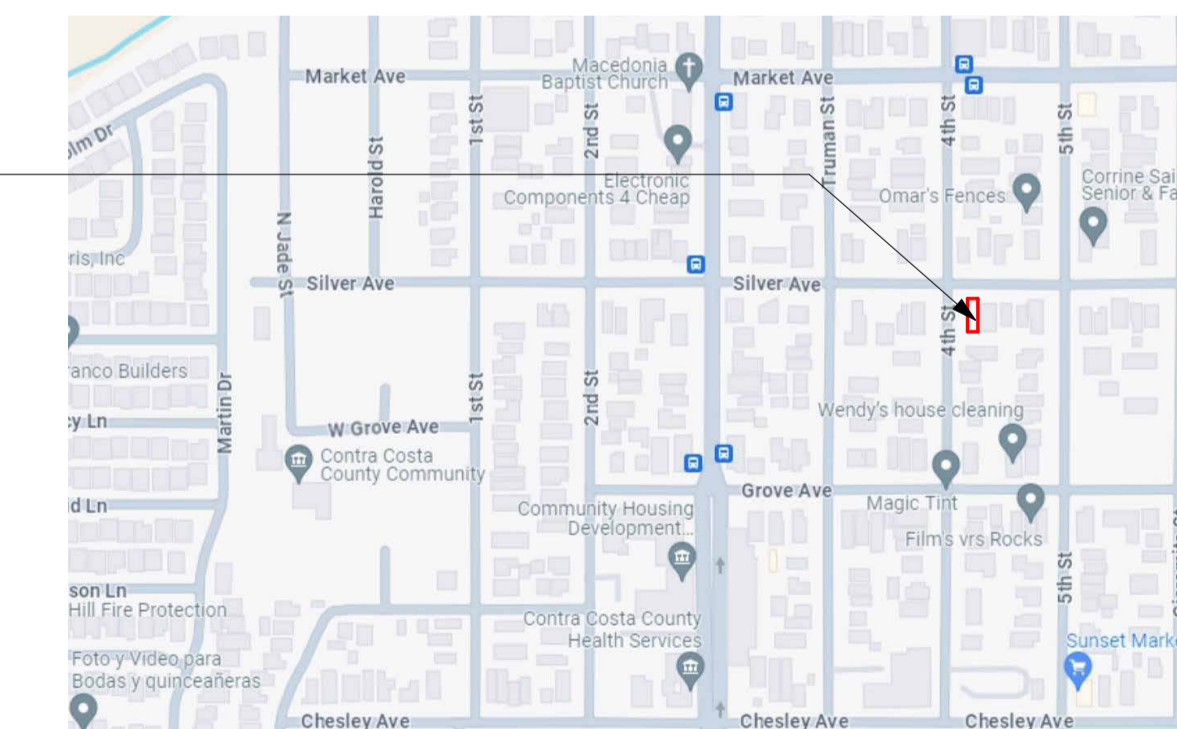 Market Ave
Macedonia
Baptist Church
Market Ave
1st St
2nd St
Truman St
4th St
5th St
Harold St
Electronic
Components 4 Cheap
Omar's Fences
Corrine Sai
Senior & Fa
N Jade St
ris, Inc
Silver Ave
Silver Ave
4th St
anco Builders
Martin Dr
1st St
2nd St
Wendy's house cleaning
cy Ln
W Grove Ave
Contra Costa
County Community
Grove Ave
Magic Tint
d Ln
Community Housing
Development...
Film's vrs Rocks
5th St
son Ln
Hill Fire Protection
Contra Costa County
Health Services
Sunset Marke
Foto y Video para
Bodas y quinceañeras
Chesley Ave
Chesley Ave
Chesley Ave